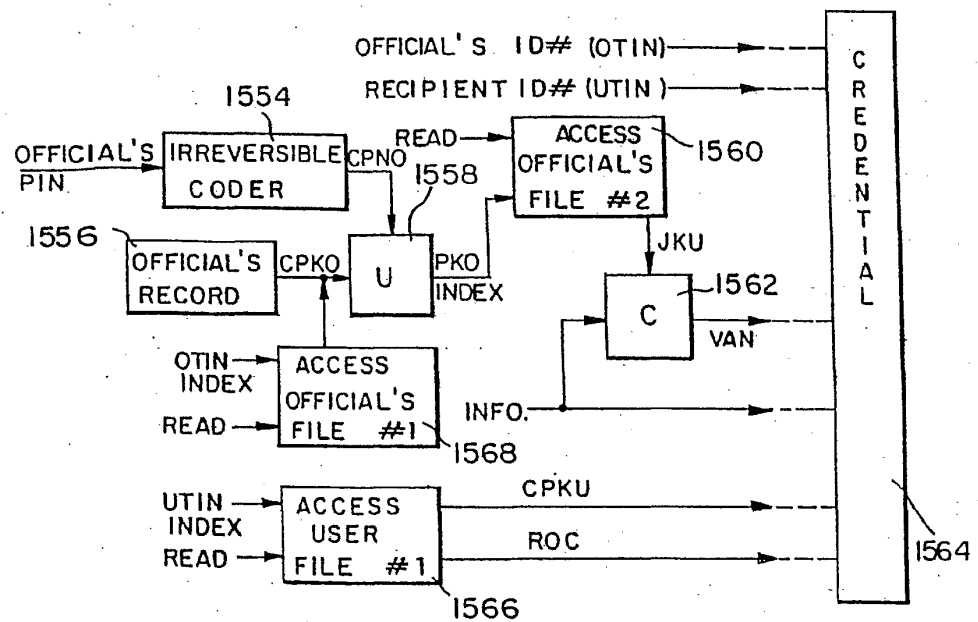 OFFICIAL'S ID# (OTIN)
RECIPIENT ID# (UTIN)
1554
READ
ACCESS
OFFICIAL'S
FILE #2
1560
OFFICIAL'S
PIN
IRREVERSIBLE
CODER
CPNO
1558
1556
OFFICIAL'S
RECORD
CPKO
U
PKO
INDEX
JKU
C
1562
VAN
OTIN
INDEX
READ
ACCESS
OFFICIAL'S
FILE #1
1568
INFO.
UTIN
INDEX
READ
ACCESS
USER
FILE #1
1566
CPKU
ROC
CREDENTIAL
1564